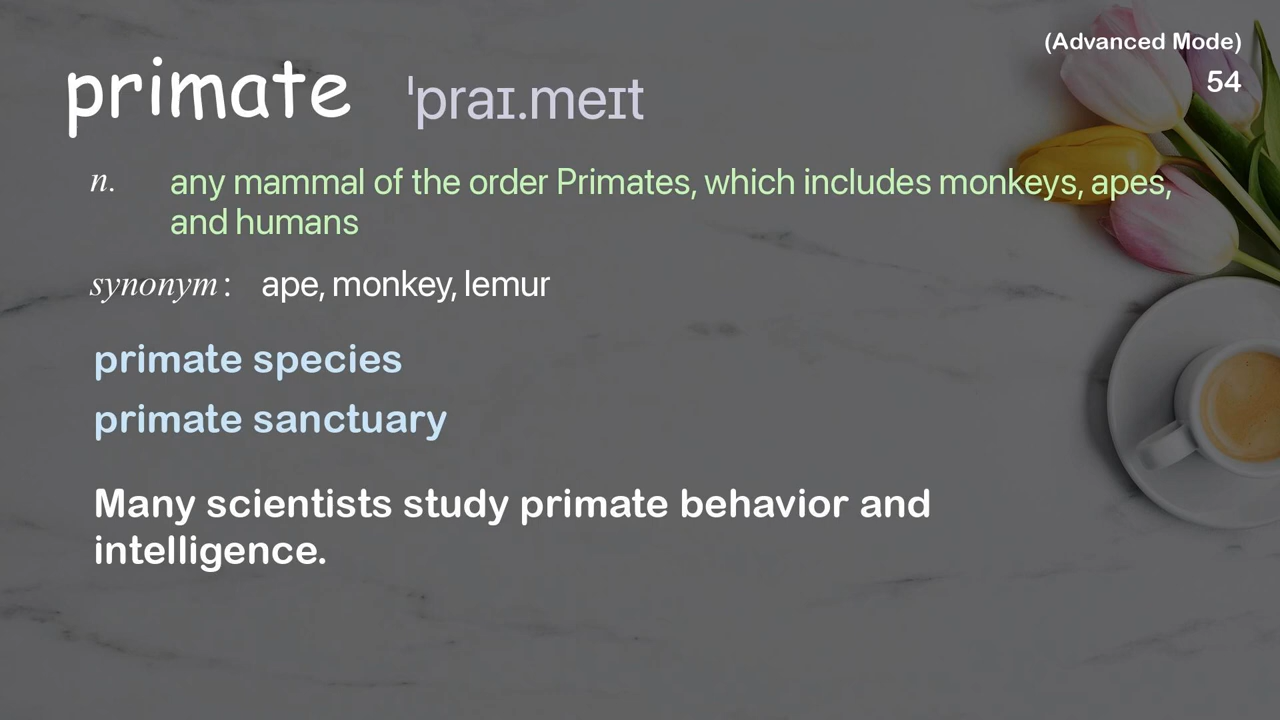 (Advanced Mode)
54
primate ˈpraɪ.meɪt
n. any mammal of the order Primates, which includes monkeys, apes,
and humans
synonym: ape, monkey, lemur
primate species
primate sanctuary
Many scientists study primate behavior and
intelligence.